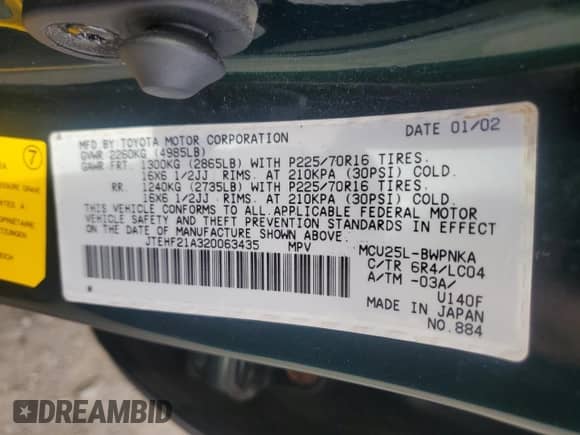 DATE 01/02
MFD BY:TOYOTA MOTOR CORPORATION
GVWR 2260KG (4985LB)
GAWR FRT. 1300KG (2865LB) WITH P225/70R16 TIRES.
16X6 1/2JJ RIMS. AT 210KPA (30PSI) COLD.
RR. 1240KG (2735LB) WITH P225/70R16 TIRES.
16X6 1/2JJ RIMS. AT 210KPA (30PSI) COLD.
THIS VEHICLE CONFORMS TO ALL APPLICABLE FEDERAL MOTOR
VEHICLE SAFETY AND THEFT PREVENTION STANDARDS IN EFFECT
ON THE DATE OF MANUFACTURE SHOWN ABOVE.
JTEHF21A320063435 MPV MCU25L-BWPNKA
C/TR 6R4/LC04
A/TM -03A/
U140F
MADE IN JAPAN
NO.884
7
DREAMBID